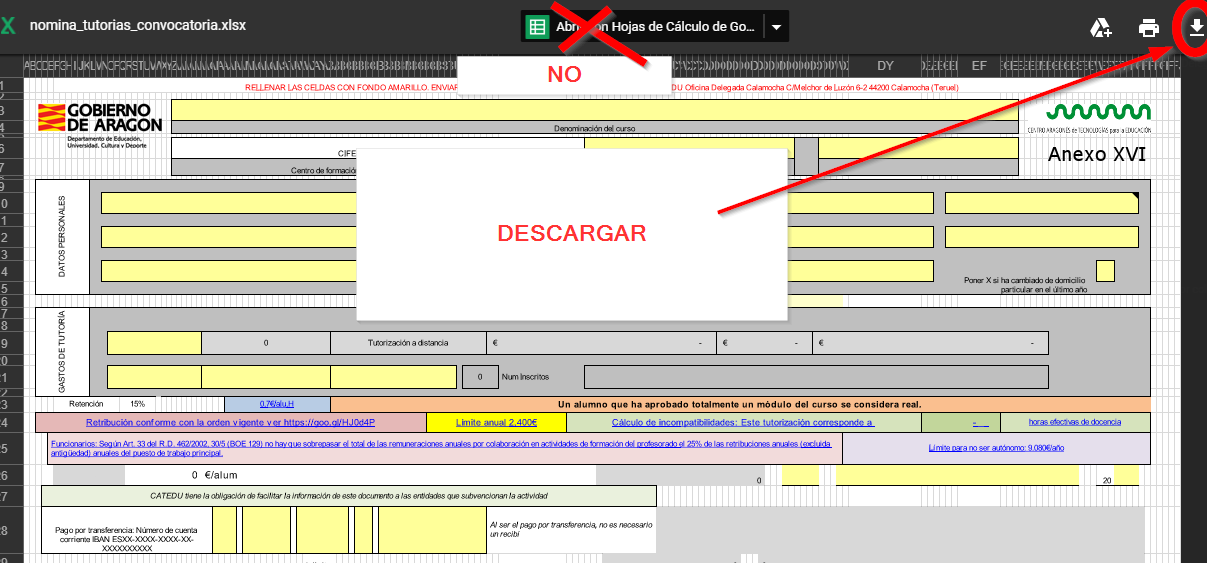 nomina_tutorias_convocatoria.xlsx
Abrir con Hojas de Cálculo de Go...
DY
EF
NO
RELLENAR LAS CELDAS CON FONDO AMARILLO. ENVIAR
DU Oficina Delegada Calamocha C/Melchor de Luzón 6-2 44200 Calamocha (Teruel)
GOBIERNO
DE ARAGON
Departamento de Educación,
Universidad, Cultura y Deporte
Denominación del curso
CENTRO ARAGONÉS de TECNOLOGÍAS para la EDUCACIÓN
CIFE
Anexo XVI
Centro de formació
DATOS PERSONALES
DESCARGAR
Poner X si ha cambiado de domicilio
particular en el último año
GASTOS DE TUTORÍA
0 Tutorización a distancia € - € - € -
0 Num Inscritos
Retención 15% 0,7€/alu.H Un alumno que ha aprobado totalmente un módulo del curso se considera real.
Retribución conforme con la orden vigente ver https://goo.gl/HJ0d4P Limite anual 2.400€ Cálculo de incompatibilidades: Este tutorización corresponde a - horas efectivas de docencia
Funcionarios: Según Art. 33 del R.D. 462/2002, 30/5 (BOE 129) no hay que sobrepasar el total de las remuneraciones anuales por colaboración en actividades de formación del profesorado el 25% de las retribuciones anuales (excluida
antigüedad) anuales del puesto de trabajo principal.
Límite para no ser autónomo: 9.080€/año
0 €/alum
0
20
CATEDU tiene la obligación de facilitar la información de este documento a las entidades que subvencionan la actividad
Pago por transferencia: Número de cuenta
corriente IBAN ESXX-XXXX-XXXX-XX-
XXXXXXXXXX
Al ser el pago por transferencia, no es necesario
un recibí